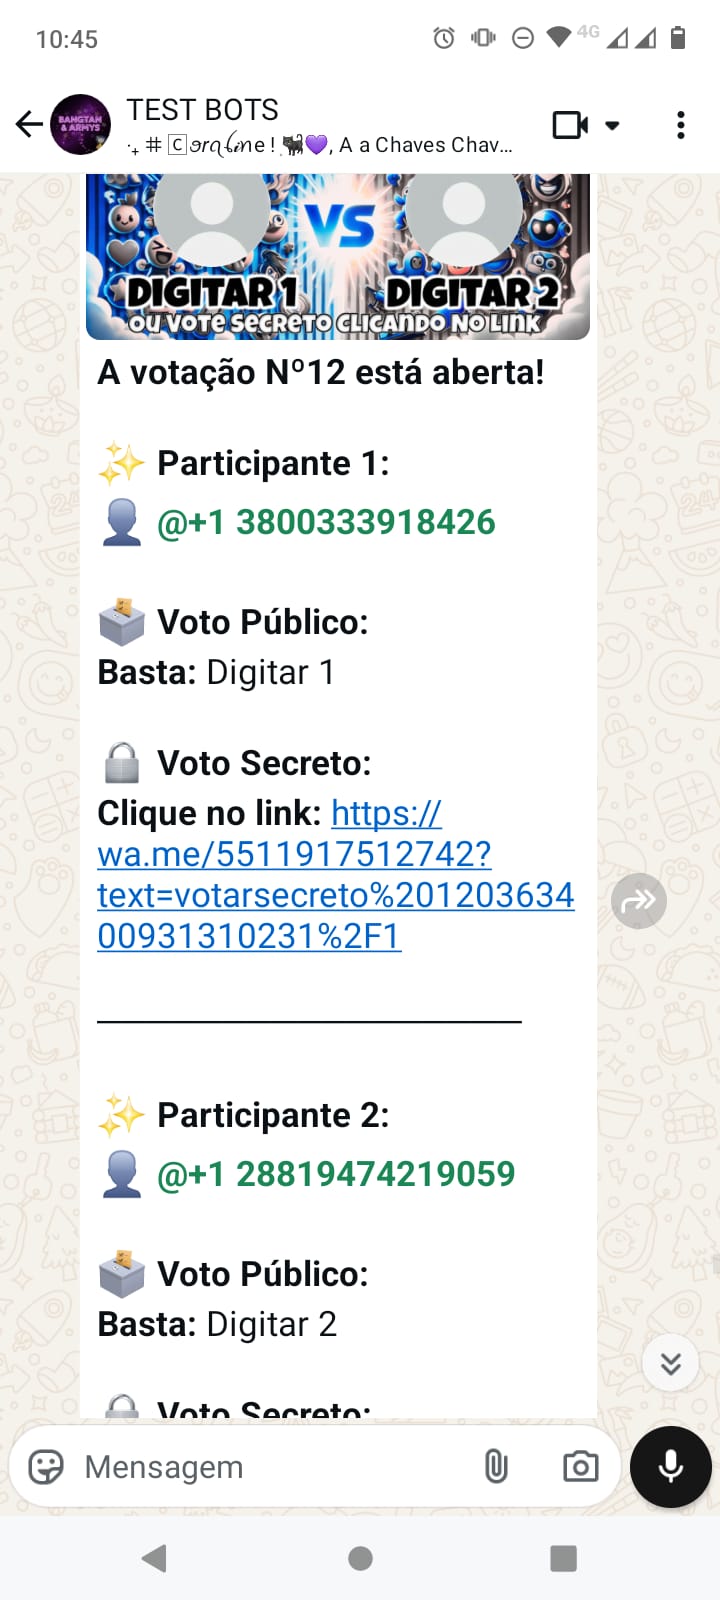 10:45
4G
BANGTAN
& ARMYS
TEST BOTS
·˖ ⌗ 🄲ꪮ𝘳ꪖ𝓁𝒾𝓃e ! 🐈‍⬛💜, A a Chaves Chav...
VS
DIGITAR 1 DIGITAR 2
OU VOTE SECRETO CLICANDO NO LINK
A votação Nº12 está aberta!
✨ Participante 1:
👤 @+1 3800333918426
🗳️ Voto Público:
Basta: Digitar 1
🔒 Voto Secreto:
Clique no link: https://
wa.me/5511917512742?
text=votarsecreto%201203634
00931310231%2F1
✨ Participante 2:
👤 @+1 28819474219059
🗳️ Voto Público:
Basta: Digitar 2
🔒 Voto Secreto:
Mensagem